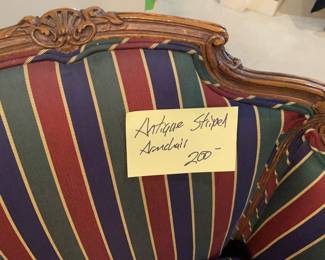 Antique Striped
Armchair
200-